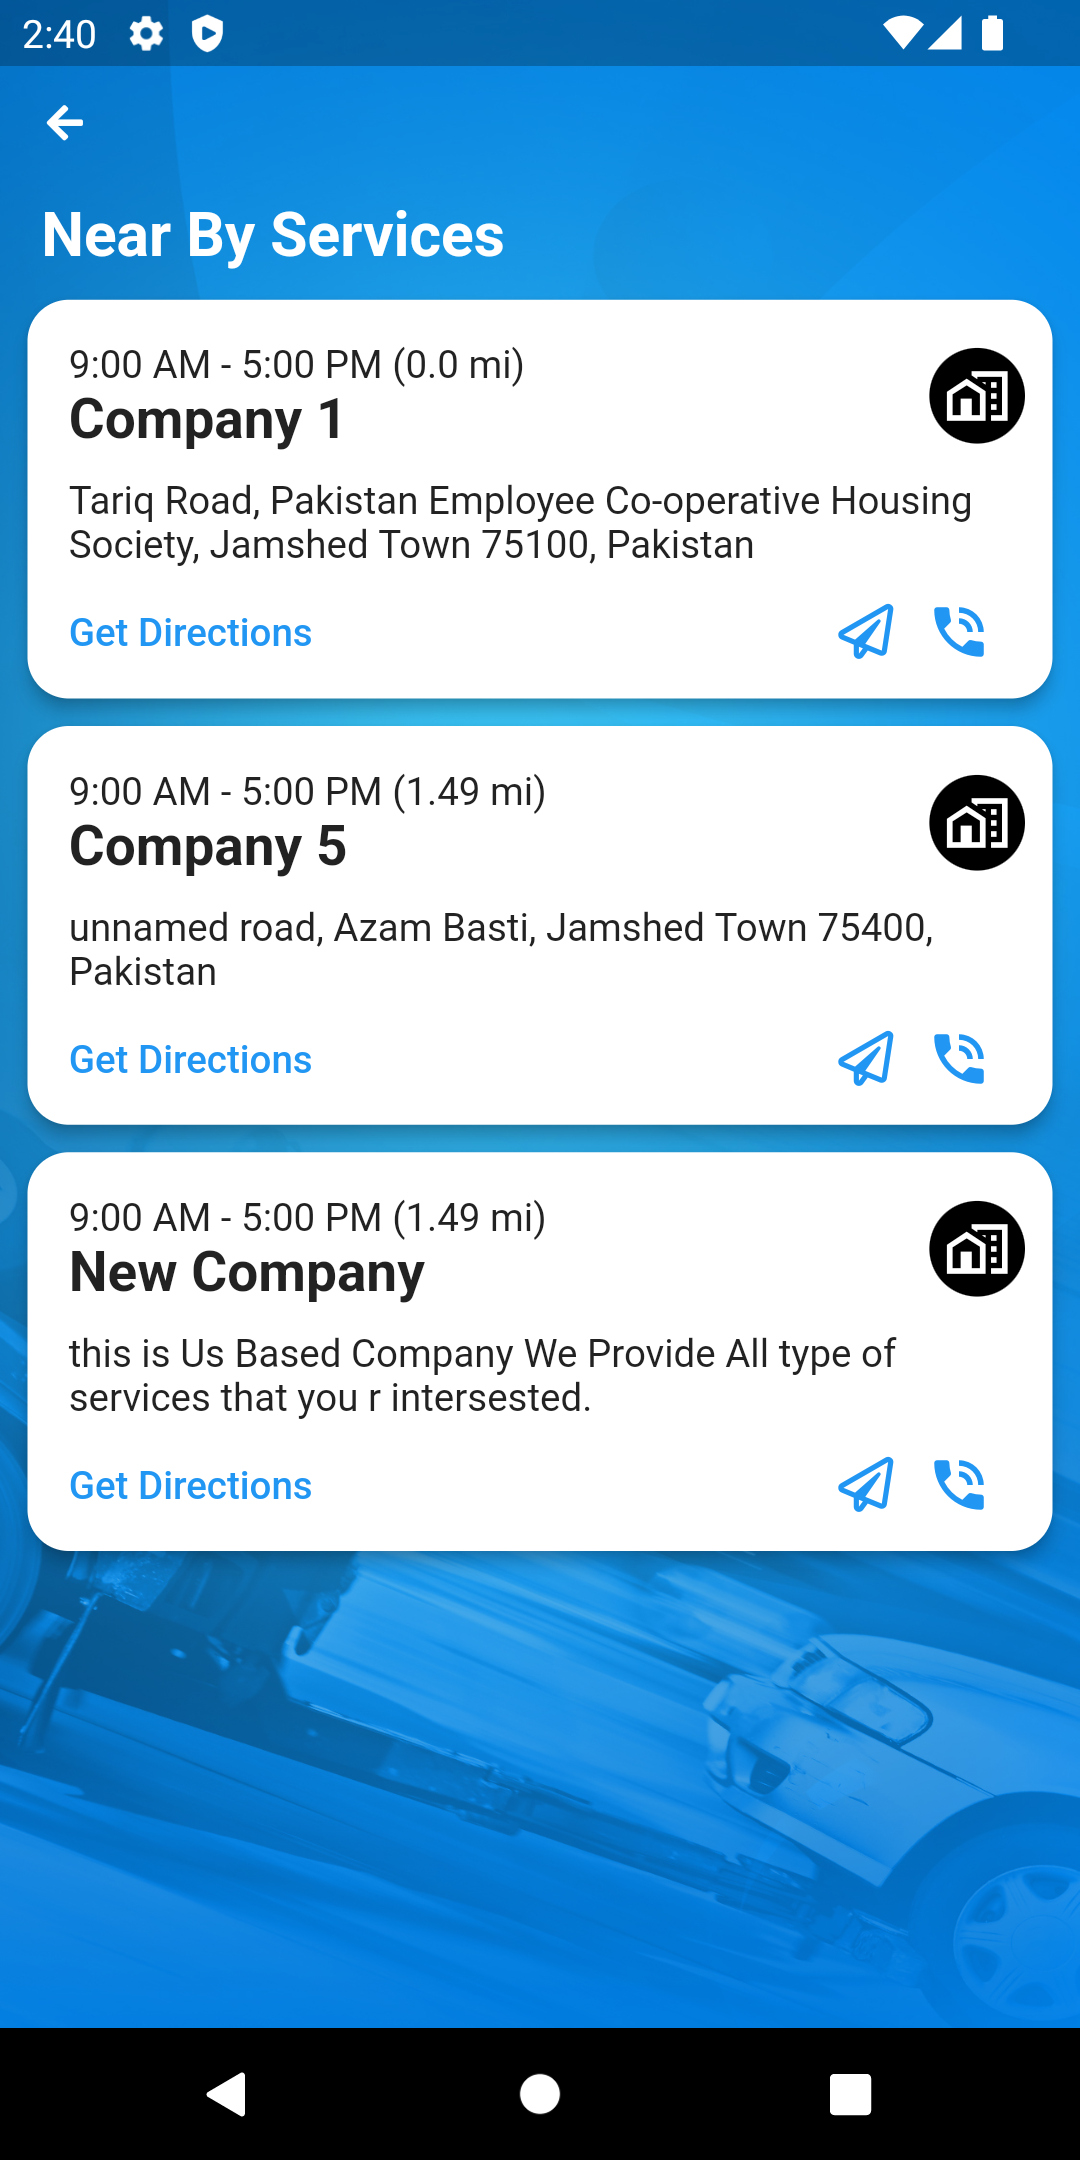 2:40
Near By Services
9:00 AM - 5:00 PM (0.0 mi)
Company 1
Tariq Road, Pakistan Employee Co-operative Housing
Society, Jamshed Town 75100, Pakistan
Get Directions
9:00 AM - 5:00 PM (1.49 mi)
Company 5
unnamed road, Azam Basti, Jamshed Town 75400,
Pakistan
Get Directions
9:00 AM - 5:00 PM (1.49 mi)
New Company
this is Us Based Company We Provide All type of
services that you r intersested.
Get Directions